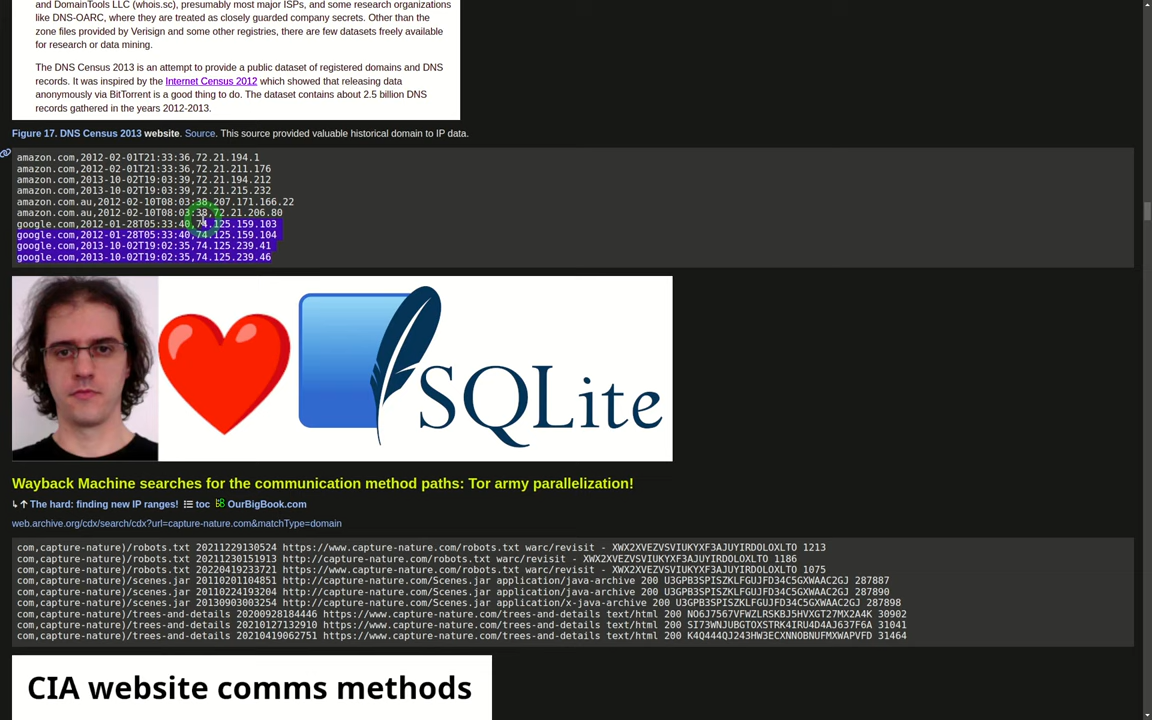 and DomainTools LLC (whois.sc), presumably most major ISPs, and some research organizations
like DNS-OARC, where they are treated as closely guarded company secrets. Other than the
zone files provided by Verisign and some other registries, there are few datasets freely available
for research or data mining.
The DNS Census 2013 is an attempt to provide a public dataset of registered domains and DNS
records. It was inspired by the Internet Census 2012 which showed that releasing data
anonymously via BitTorrent is a good thing to do. The dataset contains about 2.5 billion DNS
records gathered in the years 2012-2013.
Figure 17. DNS Census 2013 website. Source. This source provided valuable historical domain to IP data.
amazon.com,2012-02-01T21:33:36,72.21.194.1
amazon.com,2012-02-01T21:33:36,72.21.211.176
amazon.com,2013-10-02T19:03:39,72.21.194.212
amazon.com,2013-10-02T19:03:39,72.21.215.232
amazon.com.au,2012-02-10T08:03:38,207.171.166.22
amazon.com.au,2012-02-10T08:03:38,72.21.206.80
google.com,2012-01-28T05:33:40,74.125.159.103
google.com,2012-01-28T05:33:40,74.125.159.104
google.com,2013-10-02T19:02:35,74.125.239.41
google.com,2013-10-02T19:02:35,74.125.239.46
SQLite
Wayback Machine searches for the communication method paths: Tor army parallelization!
↳ ↑ The hard: finding new IP ranges! toc OurBigBook.com
web.archive.org/cdx/search/cdx?url=capture-nature.com&matchType=domain
com,capture-nature)/robots.txt 20211229130524 https://www.capture-nature.com/robots.txt warc/revisit - XWX2XVEZVSVIUKYXF3AJUYIRDOLOXLTO 1213
com,capture-nature)/robots.txt 20211230151913 https://capture-nature.com/robots.txt warc/revisit - XWX2XVEZVSVIUKYXF3AJUYIRDOLOXLTO 1186
com,capture-nature)/robots.txt 20220419233721 https://capture-nature.com/robots.txt warc/revisit - XWX2XVEZVSVIUKYXF3AJUYIRDOLOXLTO 1075
com,capture-nature)/scenes.jar 20110201104851 http://capture-nature.com/Scenes.jar application/java-archive 200 U3GPB3SPISZKLFGUJFD34C5GXWAAC2GJ 287887
com,capture-nature)/scenes.jar 20110224193204 http://capture-nature.com/Scenes.jar application/java-archive 200 U3GPB3SPISZKLFGUJFD34C5GXWAAC2GJ 287890
com,capture-nature)/scenes.jar 20130903003254 http://capture-nature.com/Scenes.jar application/x-java-archive 200 U3GPB3SPISZKLFGUJFD34C5GXWAAC2GJ 287898
com,capture-nature)/trees-and-details 20200928184446 https://www.capture-nature.com/trees-and-details text/html 200 NO6J7567VFWZLRSKBJ5HVXGT27MX2A4K 30902
com,capture-nature)/trees-and-details 20210127132910 https://www.capture-nature.com/trees-and-details text/html 200 SI73WNJUBGTOXSTRK4IRU4D4AJ637F6A 31041
com,capture-nature)/trees-and-details 20210419062751 https://www.capture-nature.com/trees-and-details text/html 200 K4Q444QJ243HW3ECXNNOBNUFMXWAPVFD 31464
CIA website comms methods